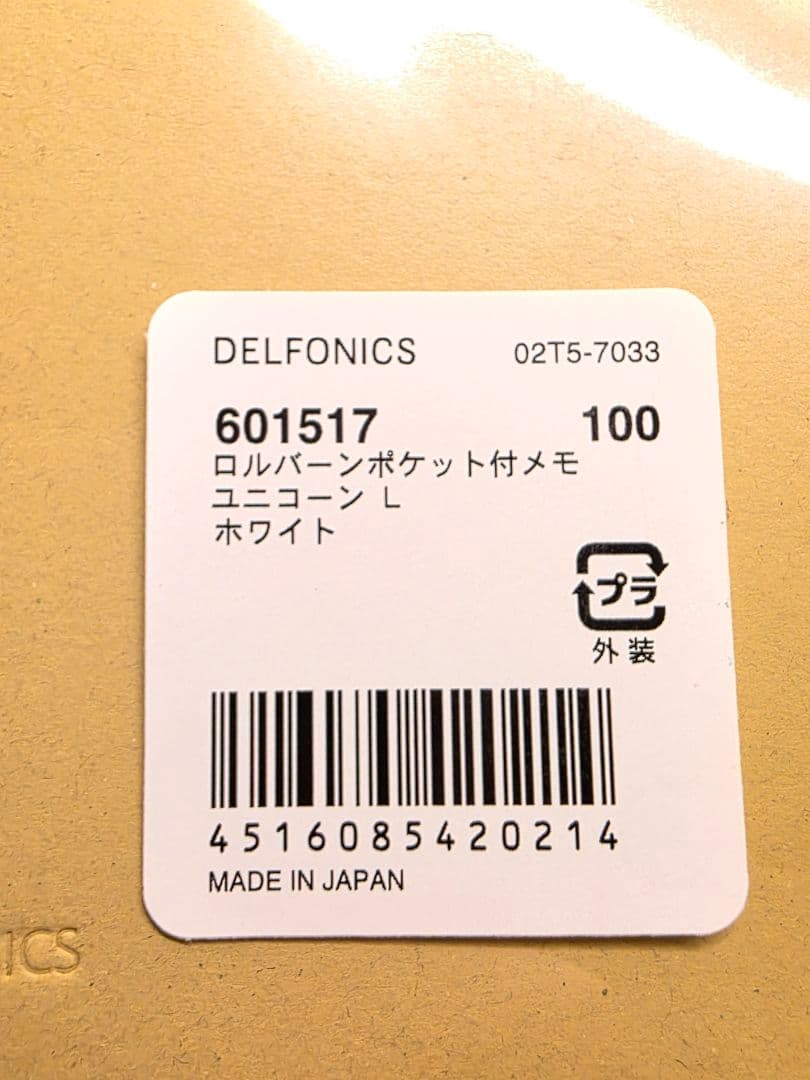 DELFONICS 02T5-7033
601517 100
ロルバーンポケット付メモ
ユニコーン L
ホワイト
プラ
外装
4516085420214
MADE IN JAPAN
ICS